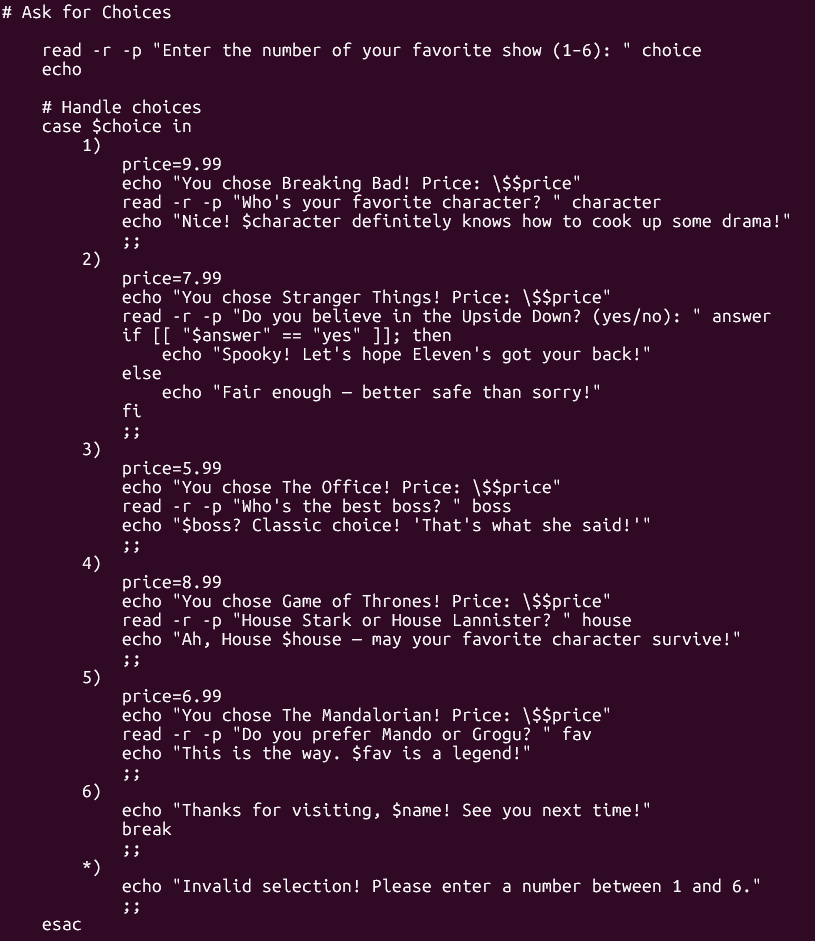 # Ask for Choices
    read -r -p "Enter the number of your favorite show (1–6): " choice
    echo
    # Handle choices
    case $choice in
        1)
            price=9.99
            echo "You chose Breaking Bad! Price: \$$price"
            read -r -p "Who's your favorite character? " character
            echo "Nice! $character definitely knows how to cook up some drama!"
            ;;
        2)
            price=7.99
            echo "You chose Stranger Things! Price: \$$price"
            read -r -p "Do you believe in the Upside Down? (yes/no): " answer
            if [[ "$answer" == "yes" ]]; then
                echo "Spooky! Let's hope Eleven's got your back!"
            else
                echo "Fair enough — better safe than sorry!"
            fi
            ;;
        3)
            price=5.99
            echo "You chose The Office! Price: \$$price"
            read -r -p "Who's the best boss? " boss
            echo "$boss? Classic choice! 'That's what she said!'"
            ;;
        4)
            price=8.99
            echo "You chose Game of Thrones! Price: \$$price"
            read -r -p "House Stark or House Lannister? " house
            echo "Ah, House $house — may your favorite character survive!"
            ;;
        5)
            price=6.99
            echo "You chose The Mandalorian! Price: \$$price"
            read -r -p "Do you prefer Mando or Grogu? " fav
            echo "This is the way. $fav is a legend!"
            ;;
        6)
            echo "Thanks for visiting, $name! See you next time!"
            break
            ;;
        *)
            echo "Invalid selection! Please enter a number between 1 and 6."
            ;;
    esac